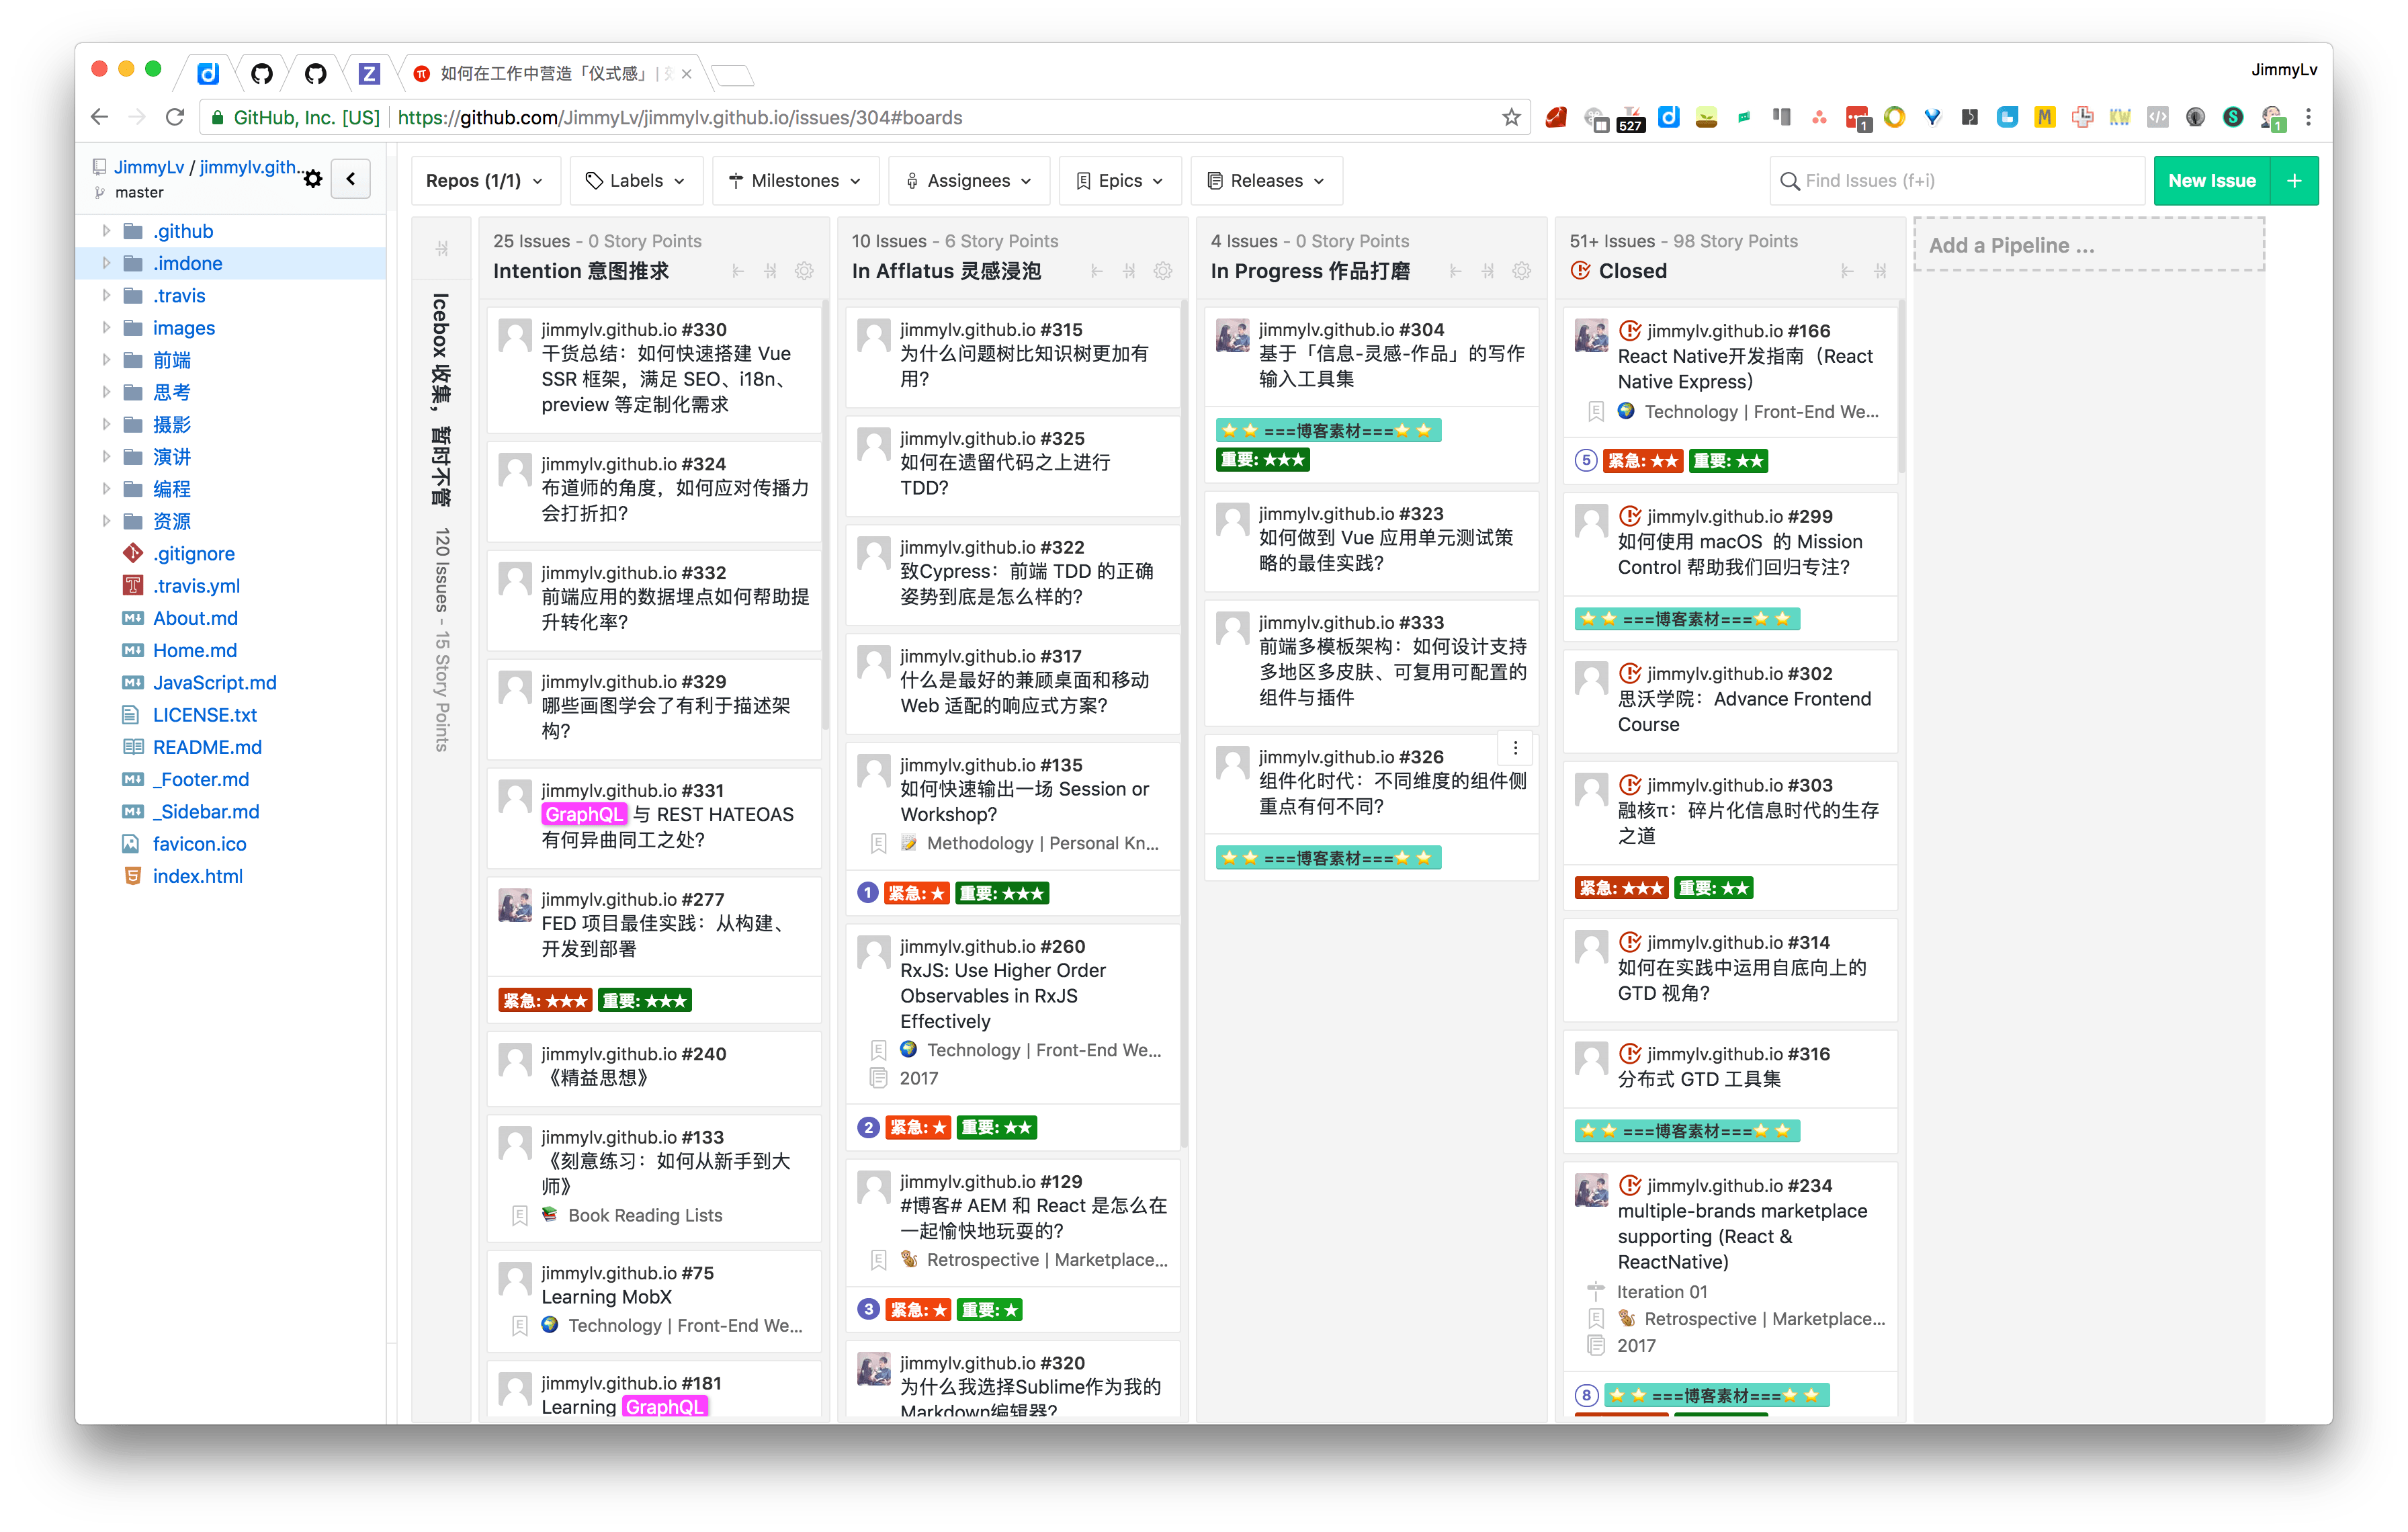 如何在工作中营造「仪式感」 |
JimmyLv
GitHub, Inc. [US]
https://github.com/JimmyLv/jimmylv.github.io/issues/304#boards
527
1
1
JimmyLv / jimmylv.gith...
master
.github
.imdone
.travis
images
前端
思考
摄影
演讲
编程
资源
.gitignore
.travis.yml
About.md
Home.md
JavaScript.md
LICENSE.txt
README.md
_Footer.md
_Sidebar.md
favicon.ico
index.html
Repos (1/1)
Labels
Milestones
Assignees
Epics
Releases
Find Issues (f+i)
New Issue
+
Icebox 收集，暂时不管 120 Issues - 15 Story Points
25 Issues - 0 Story Points
Intention 意图推求
jimmylv.github.io #330
干货总结：如何快速搭建 Vue
SSR 框架，满足 SEO、i18n、
preview 等定制化需求
jimmylv.github.io #324
布道师的角度，如何应对传播力
会打折扣？
jimmylv.github.io #332
前端应用的数据埋点如何帮助提
升转化率？
jimmylv.github.io #329
哪些画图学会了有利于描述架
构？
jimmylv.github.io #331
GraphQL 与 REST HATEOAS
有何异曲同工之处？
jimmylv.github.io #277
FED 项目最佳实践：从构建、
开发到部署
紧急: ★★★ 重要: ★★★
jimmylv.github.io #240
《精益思想》
jimmylv.github.io #133
《刻意练习：如何从新手到大
师》
Book Reading Lists
jimmylv.github.io #75
Learning MobX
Technology | Front-End We...
jimmylv.github.io #181
Learning GraphQL
10 Issues - 6 Story Points
In Afflatus 灵感浸泡
jimmylv.github.io #315
为什么问题树比知识树更加有
用？
jimmylv.github.io #325
如何在遗留代码之上进行
TDD？
jimmylv.github.io #322
致Cypress：前端 TDD 的正确
姿势到底是怎么样的？
jimmylv.github.io #317
什么是最好的兼顾桌面和移动
Web 适配的响应式方案？
jimmylv.github.io #135
如何快速输出一场 Session or
Workshop？
Methodology | Personal Kn...
1 紧急: ★ 重要: ★★★
jimmylv.github.io #260
RxJS: Use Higher Order
Observables in RxJS
Effectively
Technology | Front-End We...
2017
2 紧急: ★ 重要: ★★
jimmylv.github.io #129
#博客# AEM 和 React 是怎么在
一起愉快地玩耍的？
Retrospective | Marketplace...
3 紧急: ★ 重要: ★
jimmylv.github.io #320
为什么我选择Sublime作为我的
Markdown编辑器？
4 Issues - 0 Story Points
In Progress 作品打磨
jimmylv.github.io #304
基于「信息-灵感-作品」的写作
输入工具集
⭐⭐ ===博客素材===⭐⭐
重要: ★★★
jimmylv.github.io #323
如何做到 Vue 应用单元测试策
略的最佳实践？
jimmylv.github.io #333
前端多模板架构：如何设计支持
多地区多皮肤、可复用可配置的
组件与插件
jimmylv.github.io #326
组件化时代：不同维度的组件侧
重点有何不同？
⭐⭐ ===博客素材===⭐⭐
51+ Issues - 98 Story Points
Closed
jimmylv.github.io #166
React Native开发指南（React
Native Express）
Technology | Front-End We...
5 紧急: ★★ 重要: ★★
jimmylv.github.io #299
如何使用 macOS 的 Mission
Control 帮助我们回归专注？
⭐⭐ ===博客素材===⭐⭐
jimmylv.github.io #302
思沃学院：Advance Frontend
Course
jimmylv.github.io #303
融核π：碎片化信息时代的生存
之道
紧急: ★★★ 重要: ★★
jimmylv.github.io #314
如何在实践中运用自底向上的
GTD 视角？
jimmylv.github.io #316
分布式 GTD 工具集
⭐⭐ ===博客素材===⭐⭐
jimmylv.github.io #234
multiple-brands marketplace
supporting (React &
ReactNative)
Iteration 01
Retrospective | Marketplace...
2017
8 ⭐⭐ ===博客素材===⭐⭐
Add a Pipeline ...